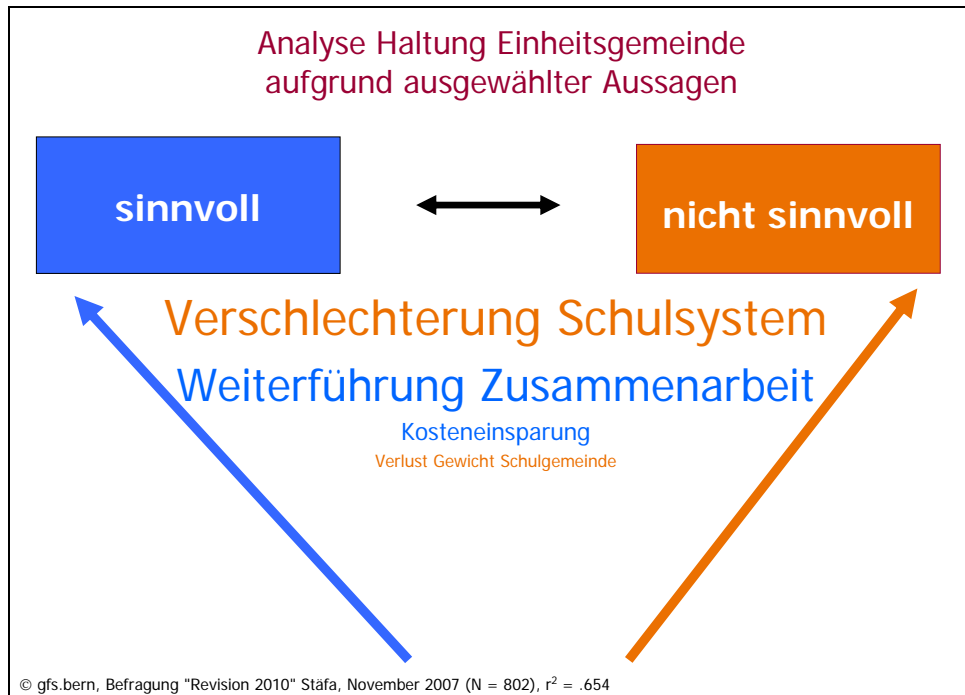 Analyse Haltung Einheitsgemeinde
aufgrund ausgewählter Aussagen
sinnvoll
nicht sinnvoll
Verschlechterung Schulsystem
Weiterführung Zusammenarbeit
Kosteneinsparung
Verlust Gewicht Schulgemeinde
© gfs.bern, Befragung "Revision 2010" Stäfa, November 2007 (N = 802), r² = .654